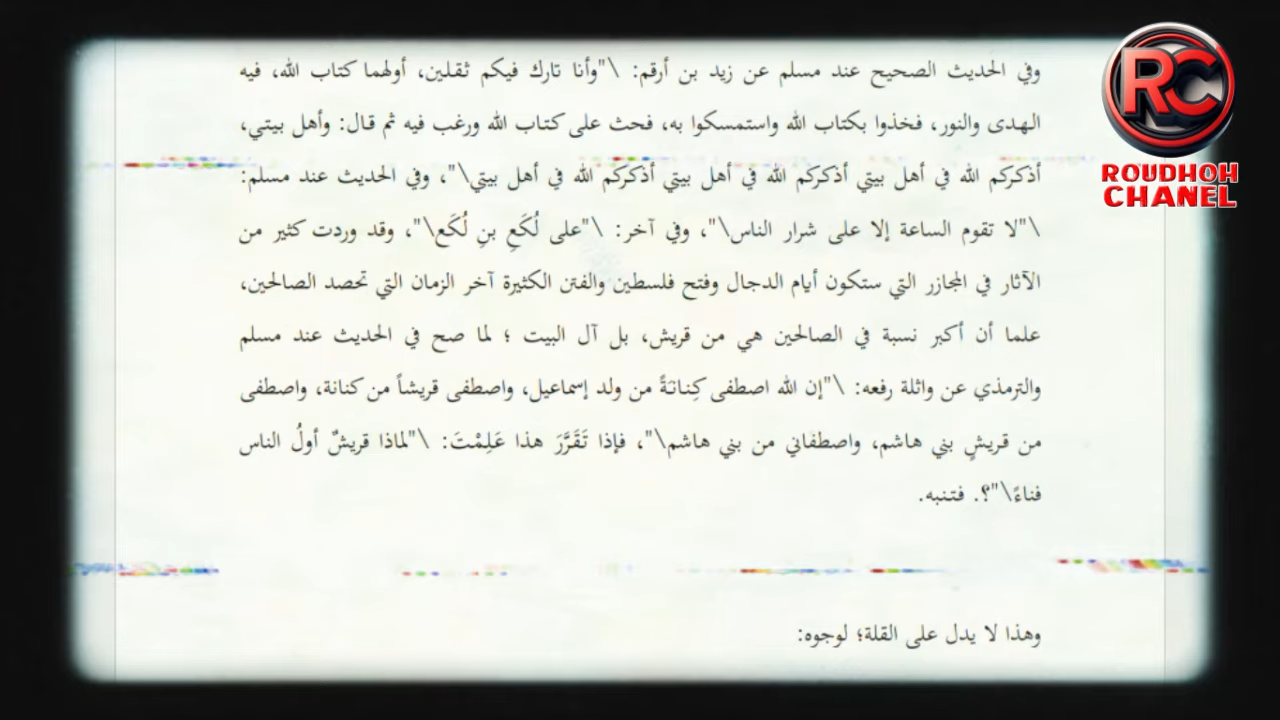 وفي الحديث الصحيح عند مسلم عن زيد بن أرقم: \"وأنا تارك فيكم ثقلين، أولهما كتاب الله، فيه
الهدى والنور، فخذوا بكتاب الله واستمسكوا به، فحث على كتاب الله ورغب فيه ثم قال: وأهل بيتي،
أذكركم الله في أهل بيتي أذكركم الله في أهل بيتي أذكركم الله في أهل بيتي\"، وفي الحديث عند مسلم:
\"لا تقوم الساعة إلا على شرار الناس\"، وفي آخر: \"على لُكَعِ بنِ لُكَع\"، وقد وردت كثير من
الآثار في المجازر التي ستكون أيام الدجال وفتح فلسطين والفتن الكثيرة آخر الزمان التي تحصد الصالحين،
علما أن أكبر نسبة في الصالحين هي من قريش، بل آل البيت ؛ لما صح في الحديث عند مسلم
والترمذي عن واثلة رفعه: \"إن الله اصطفى كِنانةً من ولد إسماعيل، واصطفى قريشاً من كنانة، واصطفى
من قريشٍ بني هاشم، واصطفاني من بني هاشم\"، فإذا تَقَرَّرَ هذا عَلِمْتَ: \"لماذا قريشٌ أولُ الناس
فناءً\"؟. فتنبه.
وهذا لا يدل على القلة؛ لوجوه:
RC
ROUDHOH
CHANEL